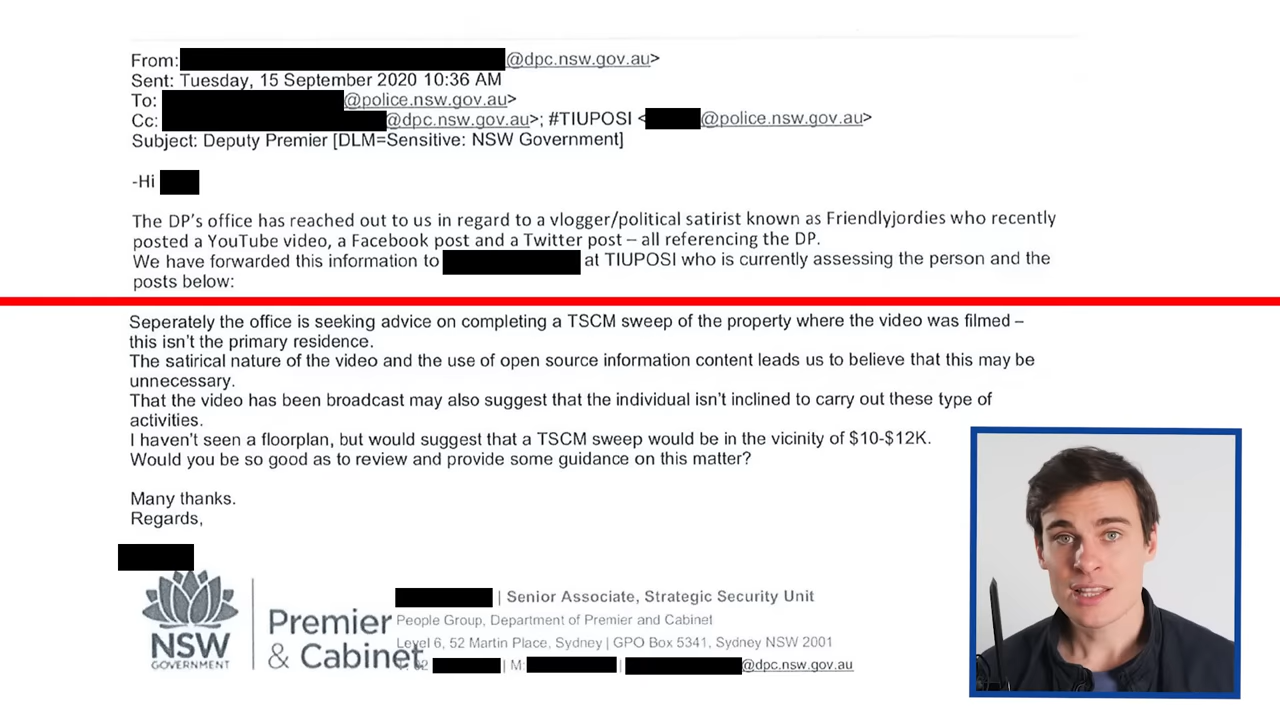 From: @dpc.nsw.gov.au>
Sent: Tuesday, 15 September 2020 10:36 AM
To: @police.nsw.gov.au>
Cc: @dpc.nsw.gov.au>; #TIUPOSI < @police.nsw.gov.au>
Subject: Deputy Premier [DLM=Sensitive: NSW Government]
-Hi
The DP's office has reached out to us in regard to a vlogger/political satirist known as Friendlyjordies who recently
posted a YouTube video, a Facebook post and a Twitter post – all referencing the DP.
We have forwarded this information to at TIUPOSI who is currently assessing the person and the
posts below:
Seperately the office is seeking advice on completing a TSCM sweep of the property where the video was filmed –
this isn't the primary residence.
The satirical nature of the video and the use of open source information content leads us to believe that this may be
unnecessary.
That the video has been broadcast may also suggest that the individual isn't inclined to carry out these type of
activities.
I haven't seen a floorplan, but would suggest that a TSCM sweep would be in the vicinity of $10-$12K.
Would you be so good as to review and provide some guidance on this matter?
Many thanks.
Regards,
NSW
GOVERNMENT
Premier
& Cabinet
| Senior Associate, Strategic Security Unit
People Group, Department of Premier and Cabinet
Level 6, 52 Martin Place, Sydney | GPO Box 5341, Sydney NSW 2001
02 | M: | @dpc.nsw.gov.au